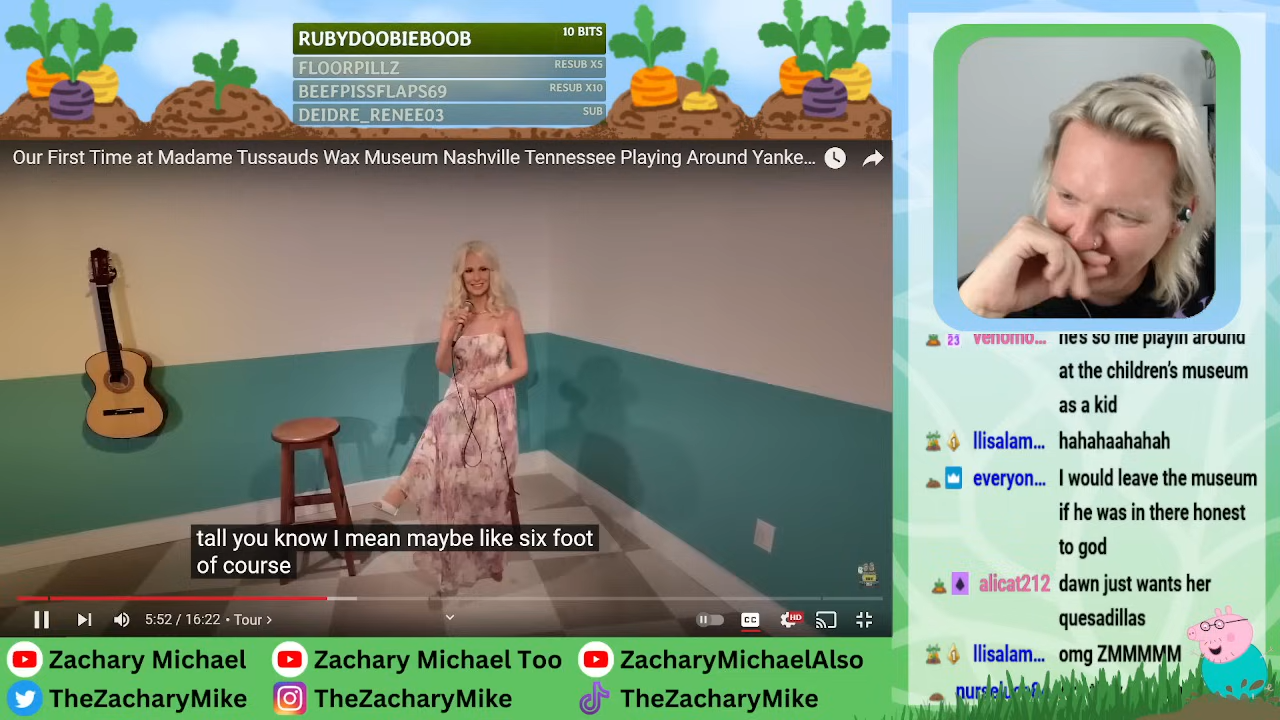 RUBYDOOBIEBOOB 10 BITS
FLOORPILLZ RESUB X5
BEEFPISSFLAPS69 RESUB X10
DEIDRE_RENEE03 SUB
Our First Time at Madame Tussauds Wax Museum Nashville Tennessee Playing Around Yanke...
tall you know I mean maybe like six foot
of course
5:52 / 16:22 • Tour >
CC
HD
23 venomo... he's so me playin around
at the children's museum
as a kid
llisalam... hahahaahahah
everyon... I would leave the museum
if he was in there honest
to god
alicat212 dawn just wants her
quesadillas
llisalam... omg ZMMMMM
Zachary Michael Zachary Michael Too ZacharyMichaelAlso
TheZacharyMike TheZacharyMike TheZacharyMike